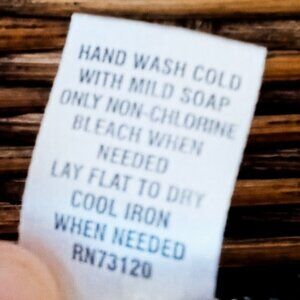 HAND WASH COLD
WITH MILD SOAP
ONLY NON-CHLORINE
BLEACH WHEN
NEEDED
LAY FLAT TO DRY
COOL IRON
WHEN NEEDED
RN73120